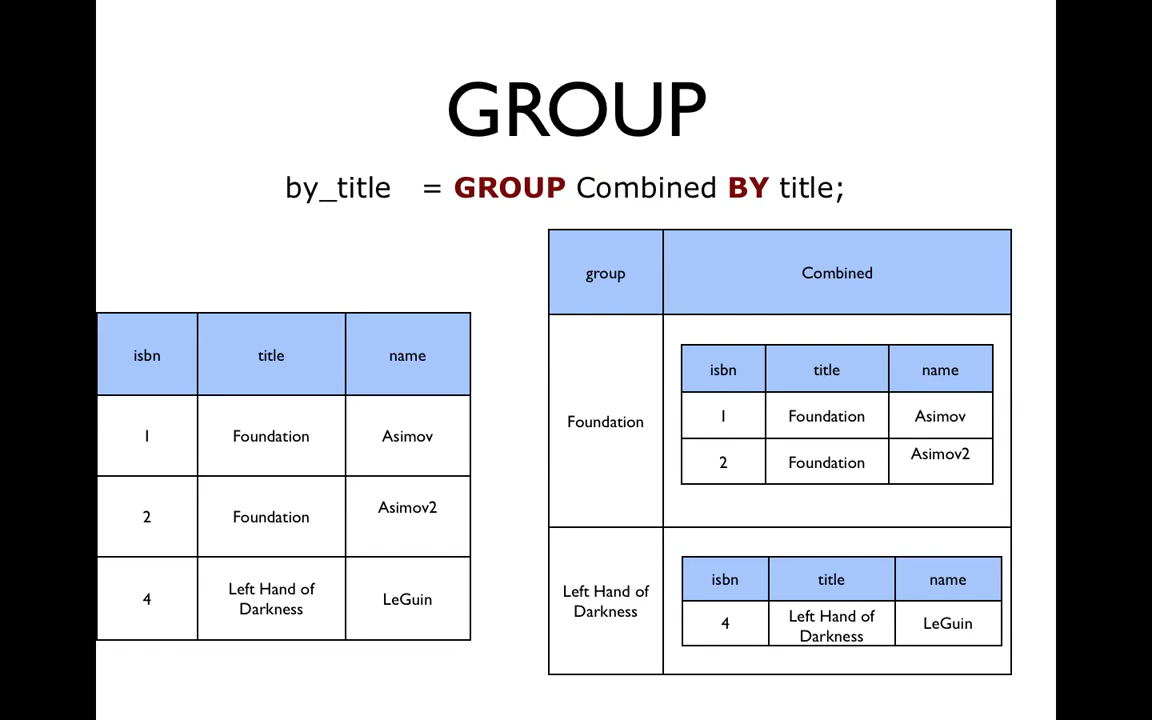 GROUP
by_title = GROUP Combined BY title;
isbn title name
1 Foundation Asimov
2 Foundation Asimov2
4 Left Hand of Darkness LeGuin
group Combined
Foundation
isbn title name
1 Foundation Asimov
2 Foundation Asimov2
Left Hand of
Darkness
isbn title name
4 Left Hand of Darkness LeGuin